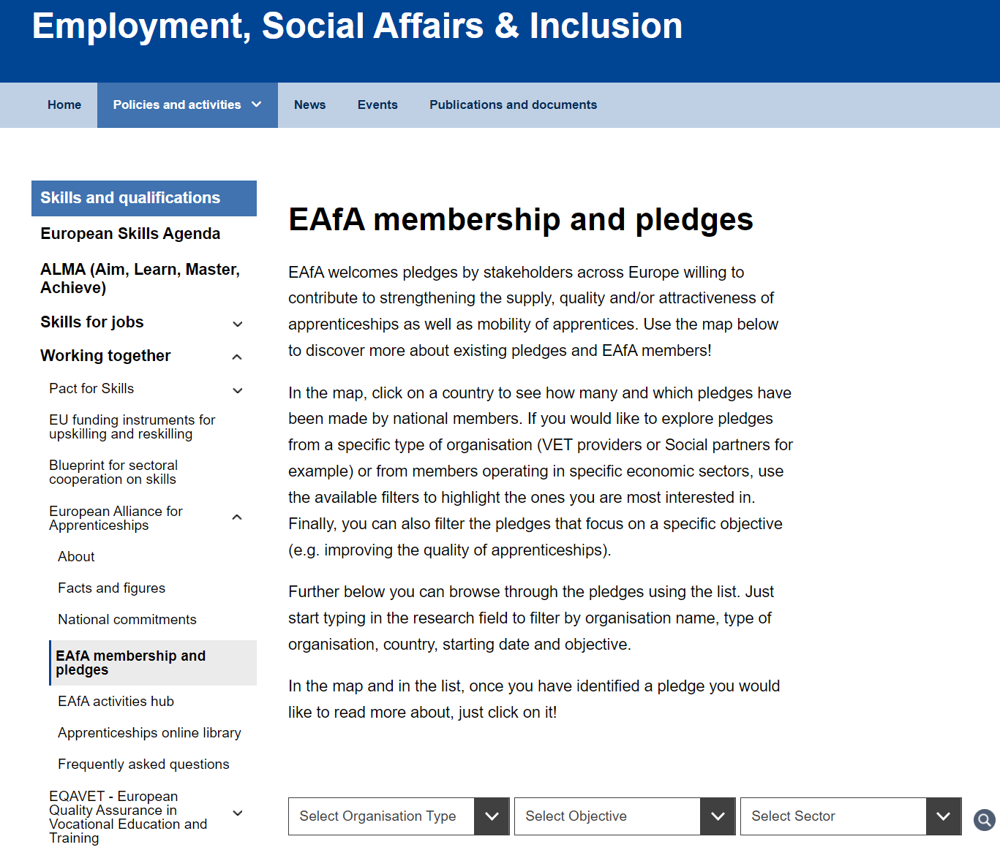 Employment, Social Affairs & Inclusion
Home
Policies and activities
News
Events
Publications and documents
Skills and qualifications
European Skills Agenda
ALMA (Aim, Learn, Master,
Achieve)
Skills for jobs
Working together
Pact for Skills
EU funding instruments for
upskilling and reskilling
Blueprint for sectoral
cooperation on skills
European Alliance for
Apprenticeships
About
Facts and figures
National commitments
EAfA membership and
pledges
EAfA activities hub
Apprenticeships online library
Frequently asked questions
EQAVET - European
Quality Assurance in
Vocational Education and
Training
EAfA membership and pledges
EAfA welcomes pledges by stakeholders across Europe willing to
contribute to strengthening the supply, quality and/or attractiveness of
apprenticeships as well as mobility of apprentices. Use the map below
to discover more about existing pledges and EAfA members!
In the map, click on a country to see how many and which pledges have
been made by national members. If you would like to explore pledges
from a specific type of organisation (VET providers or Social partners for
example) or from members operating in specific economic sectors, use
the available filters to highlight the ones you are most interested in.
Finally, you can also filter the pledges that focus on a specific objective
(e.g. improving the quality of apprenticeships).
Further below you can browse through the pledges using the list. Just
start typing in the research field to filter by organisation name, type of
organisation, country, starting date and objective.
In the map and in the list, once you have identified a pledge you would
like to read more about, just click on it!
Select Organisation Type
Select Objective
Select Sector